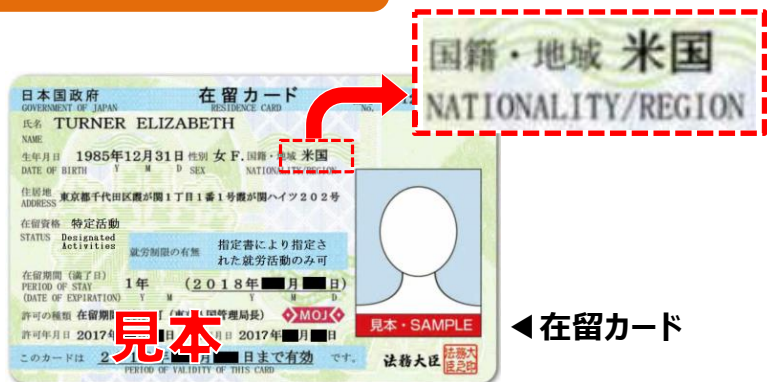 国籍・地域 米国
NATIONALITY/REGION
日本国政府 在留カード
GOVERNMENT OF JAPAN RESIDENCE CARD No.
氏名 TURNER ELIZABETH
NAME
生年月日 1985年12月31日 性別 女 F. 国籍・地域 米国
DATE OF BIRTH Y M D SEX NATIONALITY/REGION
住居地 東京都千代田区霞が関1丁目1番1号霞が関ハイツ202号
ADDRESS
在留資格 特定活動
STATUS Designated Activities
就労制限の有無 指定書により指定さ
れた就労活動のみ可
在留期間(満了日)
PERIOD OF STAY 1年 (2018年 月 日)
(DATE OF EXPIRATION) Y M Y M D
許可の種類 在留期間 管理局長) MOJ
見本
許可年月日 2017年 日 2017年 月 日
見本・SAMPLE
このカードは 月 日まで有効 です。
PERIOD OF VALIDITY OF THIS CARD
法務大臣
◀在留カード